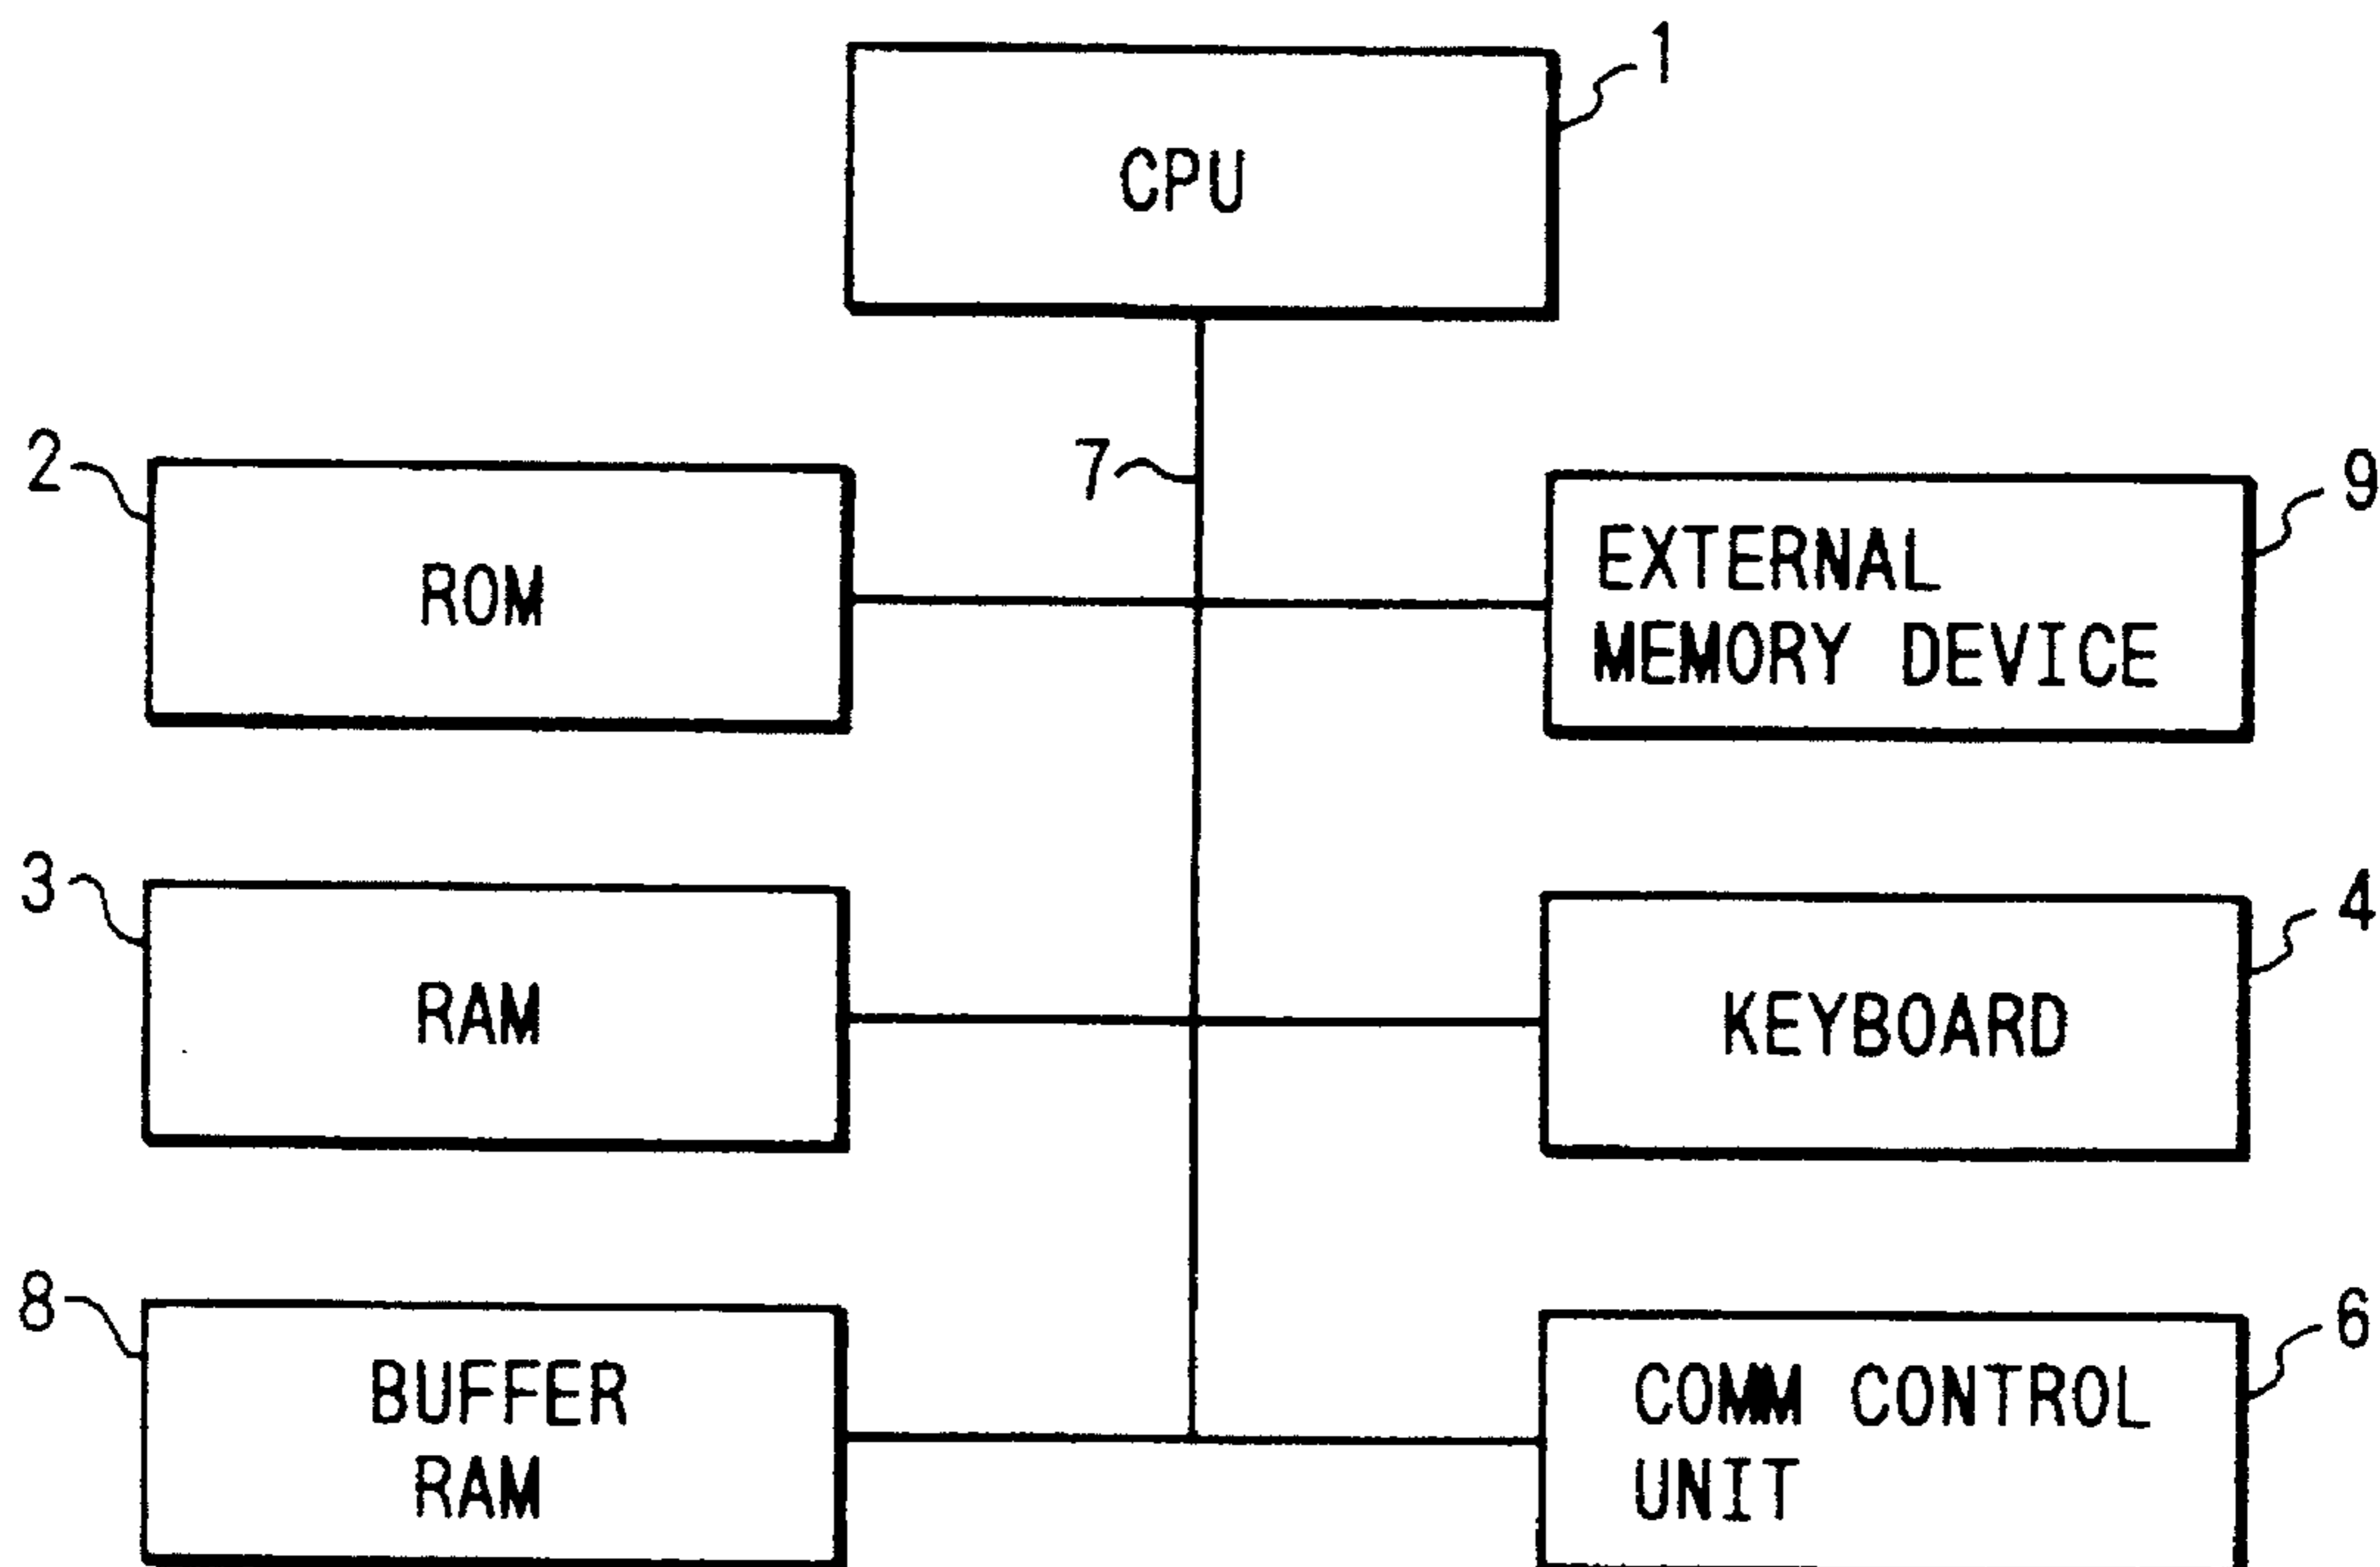 1
CPU
2
7
9
ROM
EXTERNAL
MEMORY DEVICE
3
4
RAM
KEYBOARD
8
6
BUFFER
RAM
COMM CONTROL
UNIT